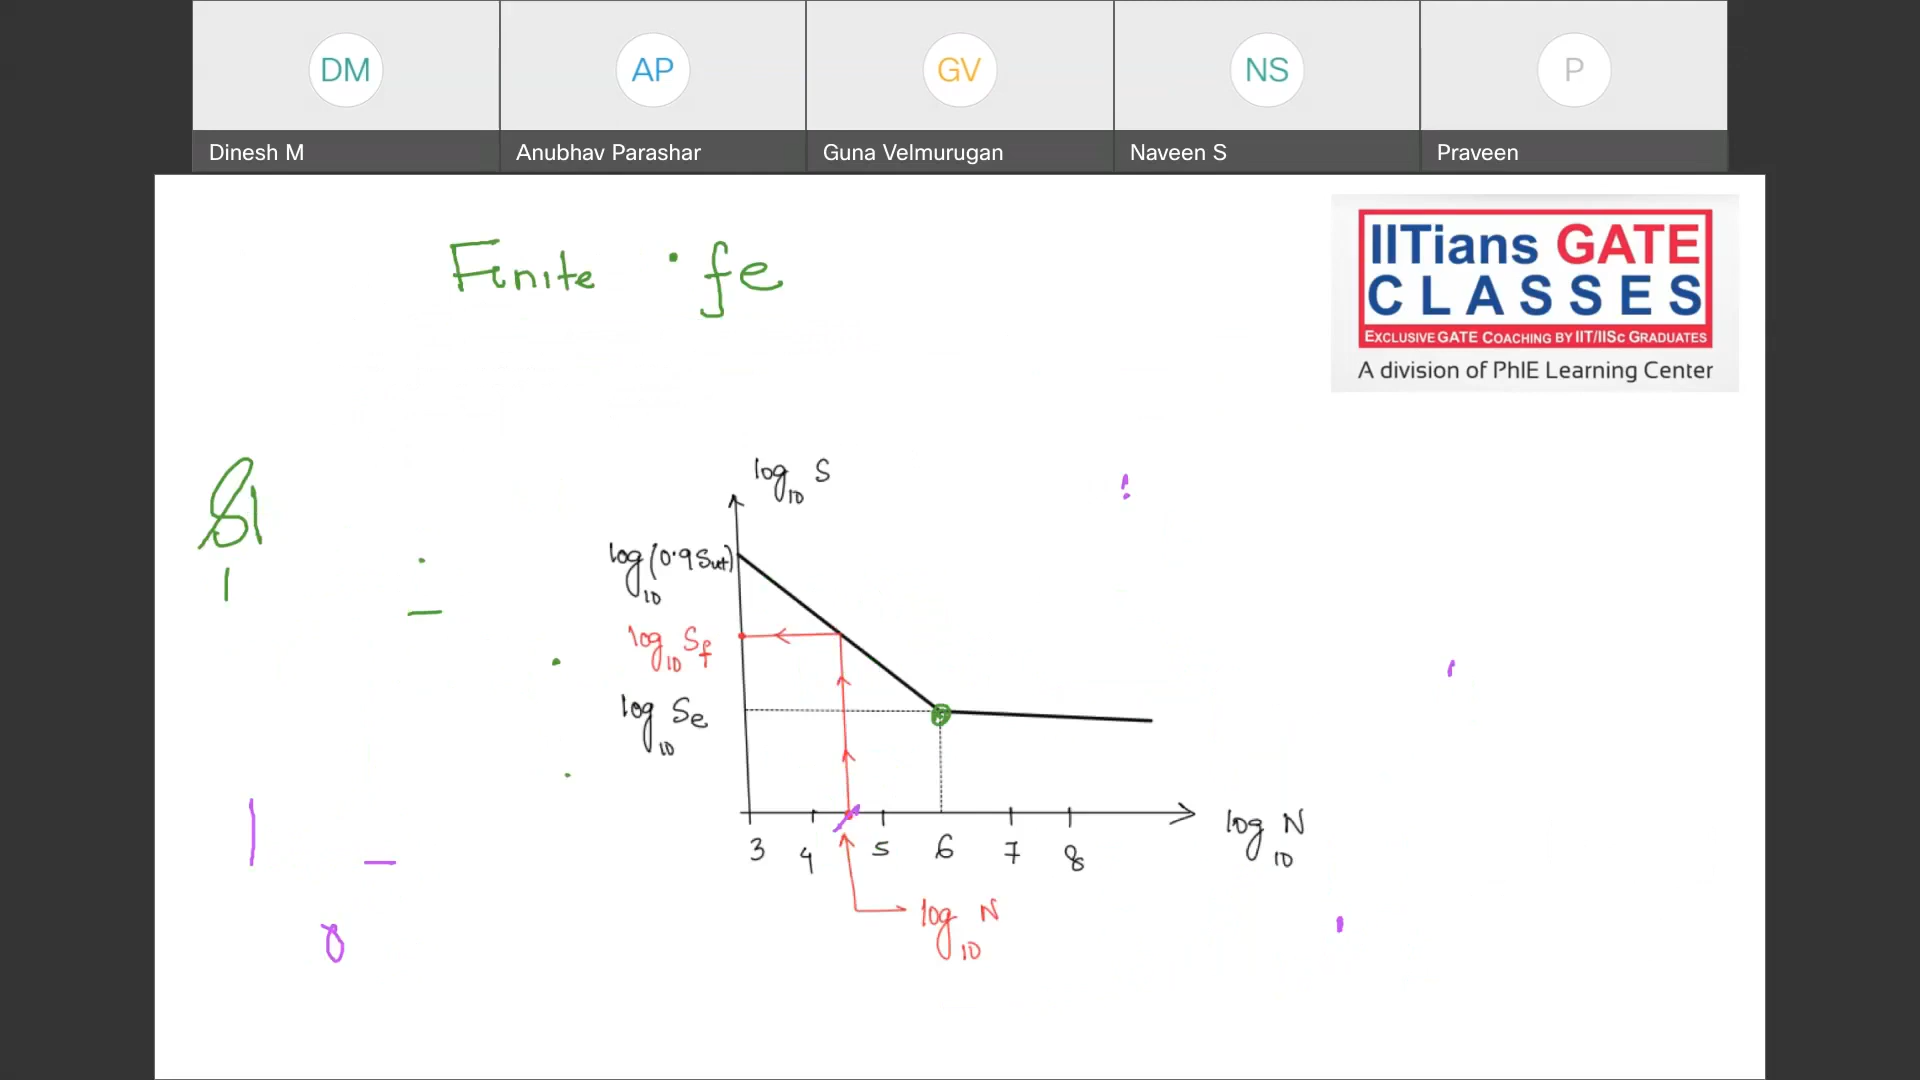 DM AP GV NS P
Dinesh M Anubhav Parashar Guna Velmurugan Naveen S Praveen
IITians GATE
CLASSES
EXCLUSIVE GATE COACHING BY IIT/IISc GRADUATES
A division of PhIE Learning Center
Finite fe
log₁₀ S
log₁₀ (0.9 Sut)
log₁₀ Sf
log₁₀ Se
3 4 5 6 7 8
log₁₀ N
log₁₀ N